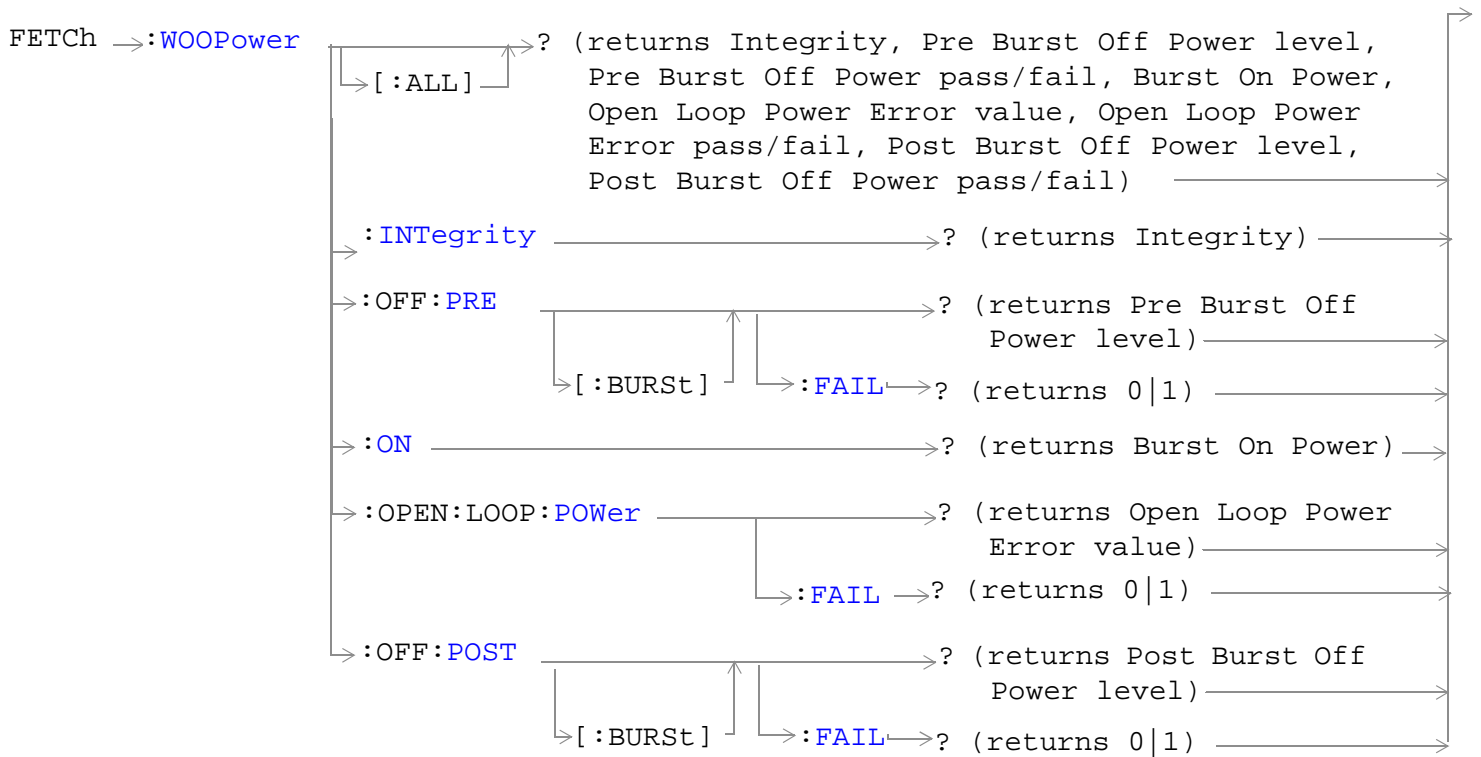 FETCh :WOOPower ? (returns Integrity, Pre Burst Off Power level,
[:ALL] Pre Burst Off Power pass/fail, Burst On Power,
Open Loop Power Error value, Open Loop Power
Error pass/fail, Post Burst Off Power level,
Post Burst Off Power pass/fail)
:INTegrity ? (returns Integrity)
:OFF:PRE ? (returns Pre Burst Off
Power level)
[:BURSt] :FAIL ? (returns 0|1)
:ON ? (returns Burst On Power)
:OPEN:LOOP:POWer ? (returns Open Loop Power
Error value)
:FAIL ? (returns 0|1)
:OFF:POST ? (returns Post Burst Off
Power level)
[:BURSt] :FAIL ? (returns 0|1)